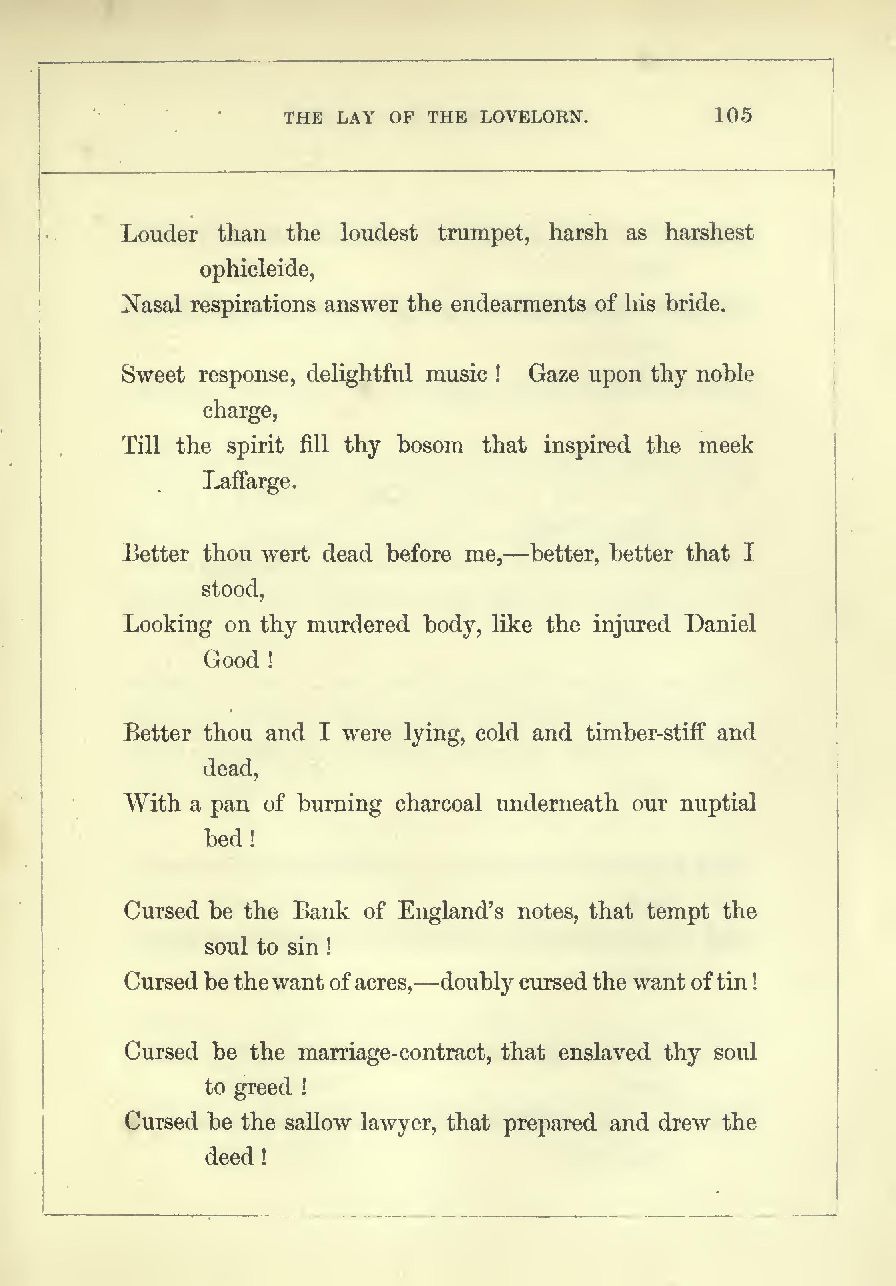 THE LAY OF THE LOVELORN. 105
Louder than the loudest trumpet, harsh as harshest
ophicleide,
Nasal respirations answer the endearments of his bride.
Sweet response, delightful music ! Gaze upon thy noble
charge,
Till the spirit fill thy bosom that inspired the meek
Laffarge.
Better thou wert dead before me,—better, better that I
stood,
Looking on thy murdered body, like the injured Daniel
Good !
Better thou and I were lying, cold and timber-stiff and
dead,
With a pan of burning charcoal underneath our nuptial
bed !
Cursed be the Bank of England's notes, that tempt the
soul to sin !
Cursed be the want of acres,—doubly cursed the want of tin !
Cursed be the marriage-contract, that enslaved thy soul
to greed !
Cursed be the sallow lawyer, that prepared and drew the
deed !